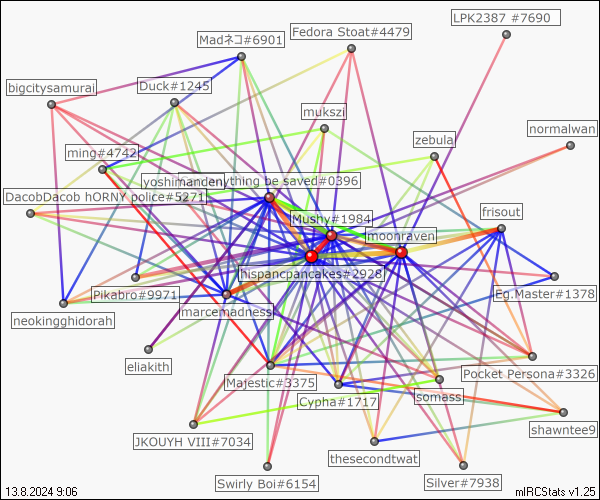 LPK2387 #7690
Fedora Stoat#4479
Madネコ#6901
bigcitysamurai
Duck#1245
mukszi
normalwan
zebula
ming#4742
yoshimanden
anything be saved#0396
DacobDacob hORNY police#5271
frisout
Mushy#1984
moonraven
hispancpancakes#2928
Pikabro#9971
Eg.Master#1378
marcemadness
neokingghidorah
eliakith
Pocket Persona#3326
Majestic#3375
somass
Cypha#1717
shawntee9
JKOUYH VIII#7034
thesecondtwat
Silver#7938
Swirly Boi#6154
13.8.2024 9:06
mIRCStats v1.25